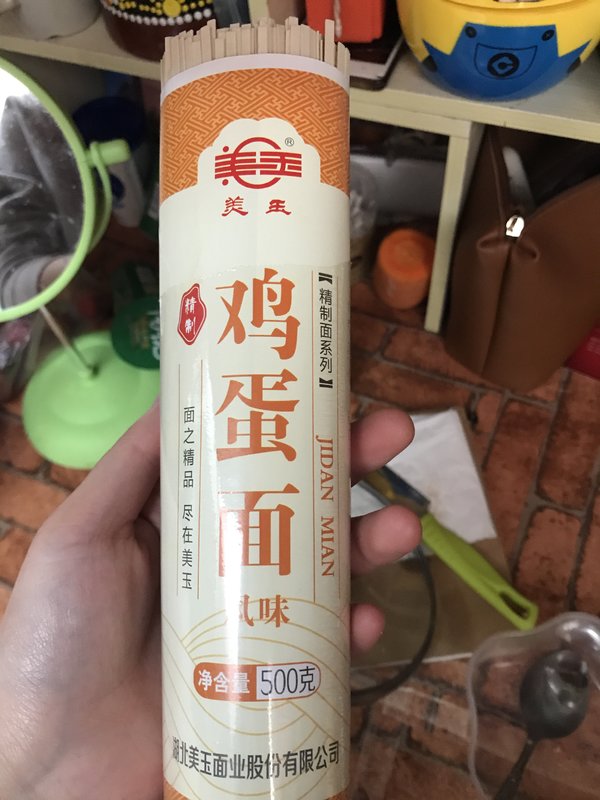 美玉
®
美玉
精制
鸡蛋面
风味
【精制面系列】
JIDAN MIAN
面之精品 尽在美玉
净含量 500克
湖北美玉面业股份有限公司